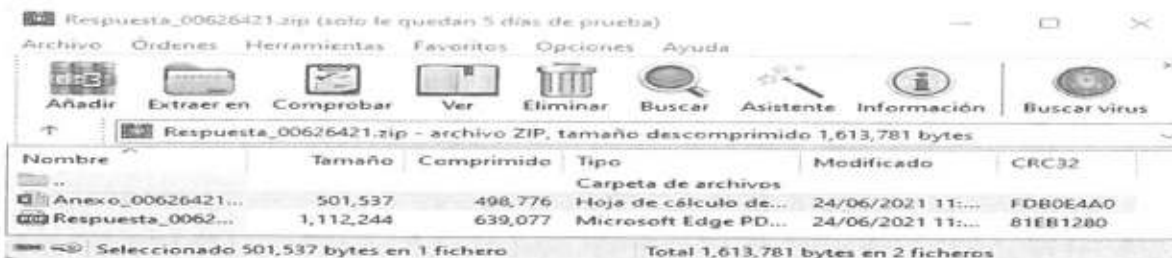 Respuesta_00626421.zip (solo te quedan 5 días de prueba)
Archivo Órdenes Herramientas Favoritos Opciones Ayuda
Añadir Extraer en Comprobar Ver Eliminar Buscar Asistente Información Buscar virus
Respuesta_00626421.zip - archivo ZIP, tamaño descomprimido 1,613,781 bytes
Nombre Tamaño Comprimido Tipo Modificado CRC32
.. Carpeta de archivos
Anexo_00626421... 501,537 498,776 Hoja de cálculo de... 24/06/2021 11:... FDB0E4A0
Respuesta_0062... 1,112,244 639,077 Microsoft Edge PD... 24/06/2021 11:... 81EB1280
Seleccionado 501,537 bytes en 1 fichero Total 1,613,781 bytes en 2 ficheros